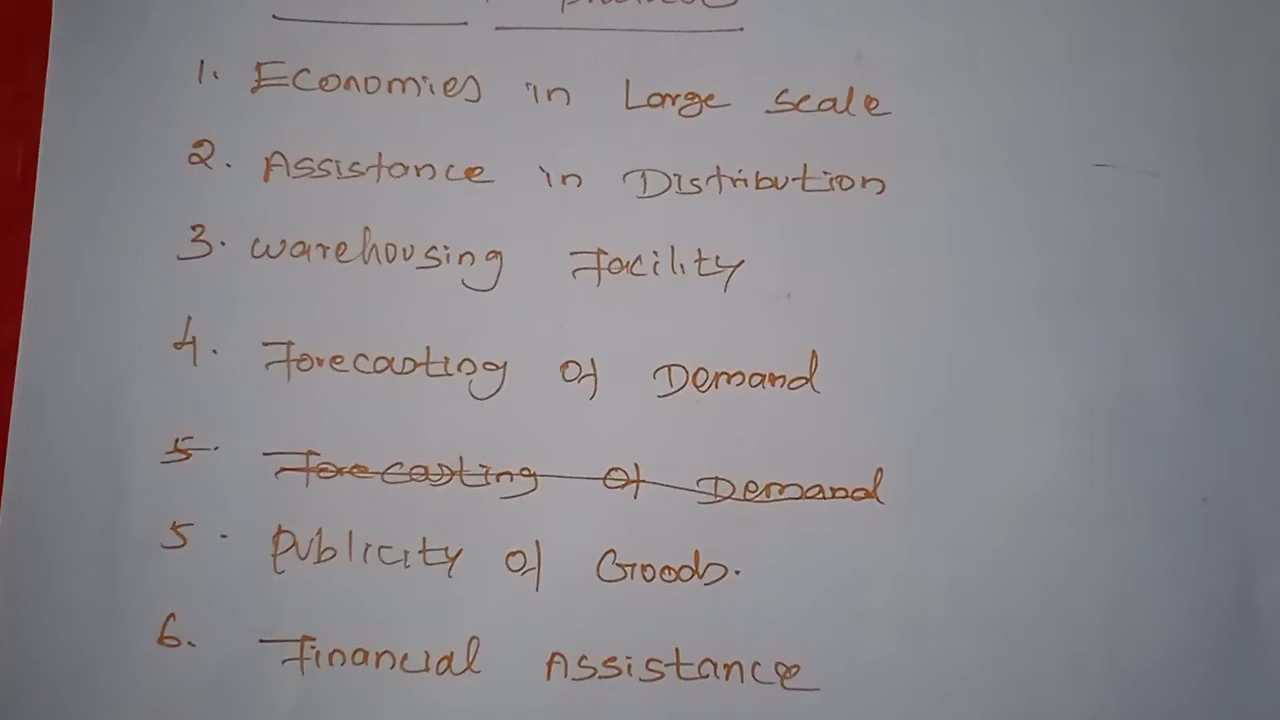 1. Economies in Large scale
2. Assistance in Distribution
3. warehousing Facility
4. Forecasting of Demand
5. Forecasting of Demand
5. Publicity of Goods.
6. Financial Assistance